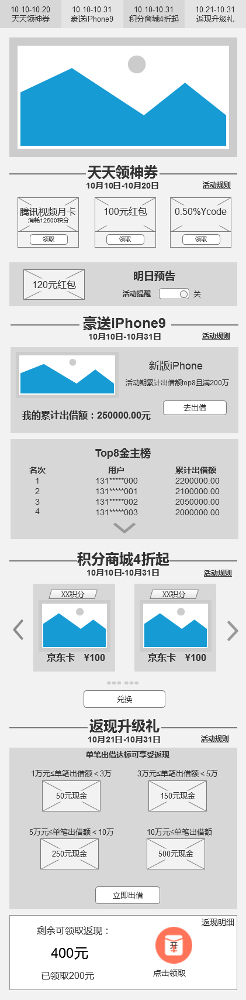 10.10-10.20 10.10-10.31 10.10-10.31 10.21-10.31
天天领神券 豪送iPhone9 积分商城4折起 返现升级礼
天天领神券
10月10日-10月20日 活动规则
腾讯视频月卡 100元红包 0.50%Ycode
消耗12500积分
领取 领取 领取
明日预告
120元红包
活动提醒 关
豪送iPhone9
10月10日-10月31日 活动规则
新版iPhone
活动期累计出借额top8且满200万
去出借
我的累计出借额：250000.00元
Top8金主榜
名次 用户 累计出借额
1 131*****000 2200000.00
2 131*****001 2100000.00
3 131*****002 2050000.00
4 131*****003 2000000.00
积分商城4折起
10月10日-10月31日 活动规则
XX积分 XX积分
京东卡 ¥100 京东卡 ¥100
兑换
返现升级礼
10月21日-10月31日 活动规则
单笔出借达标可享受返现
1万元≤单笔出借额＜3万 3万元≤单笔出借额＜5万
50元现金 150元现金
5万元≤单笔出借额＜10万 10万元≤单笔出借额
250元现金 500元现金
立即出借
返现明细
剩余可领取返现：
400元 开
已领取200元 点击领取